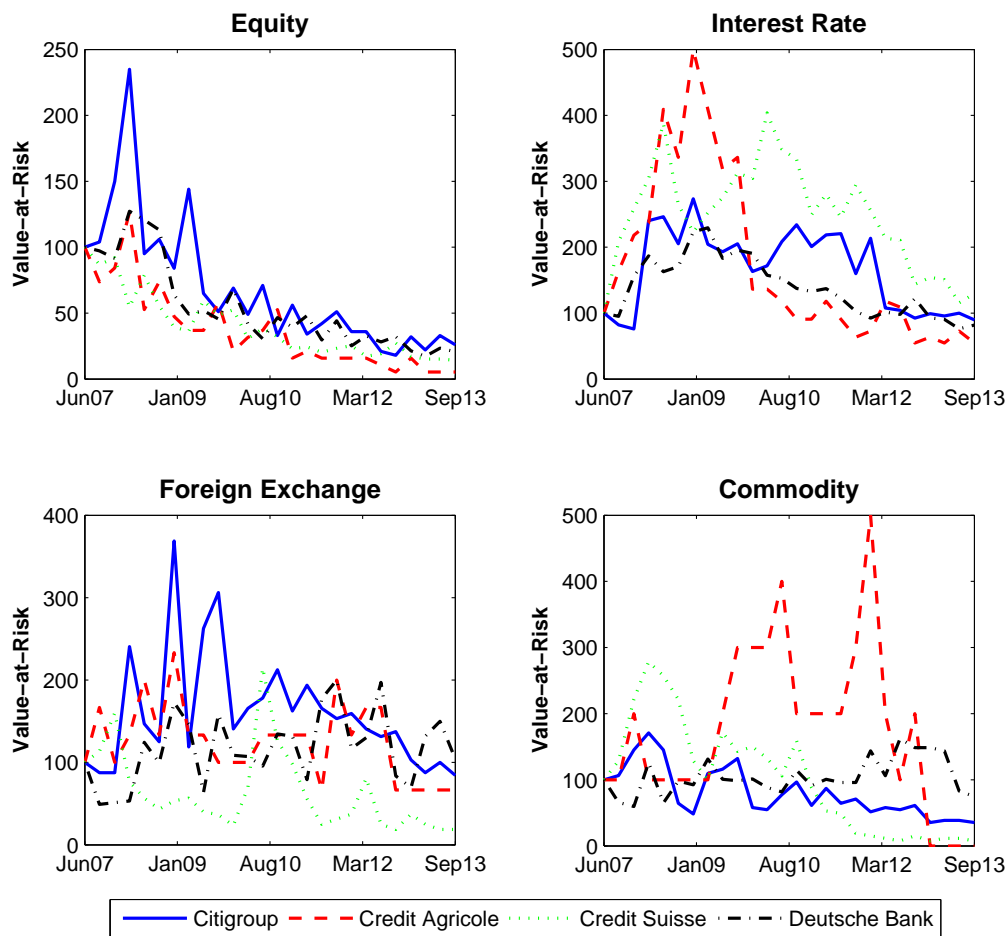 Equity
Value-at-Risk
250
200
150
100
50
0
Jun07 Jan09 Aug10 Mar12 Sep13
Interest Rate
Value-at-Risk
500
400
300
200
100
0
Jun07 Jan09 Aug10 Mar12 Sep13
Foreign Exchange
Value-at-Risk
400
300
200
100
0
Jun07 Jan09 Aug10 Mar12 Sep13
Commodity
Value-at-Risk
500
400
300
200
100
0
Jun07 Jan09 Aug10 Mar12 Sep13
Citigroup Credit Agricole Credit Suisse Deutsche Bank